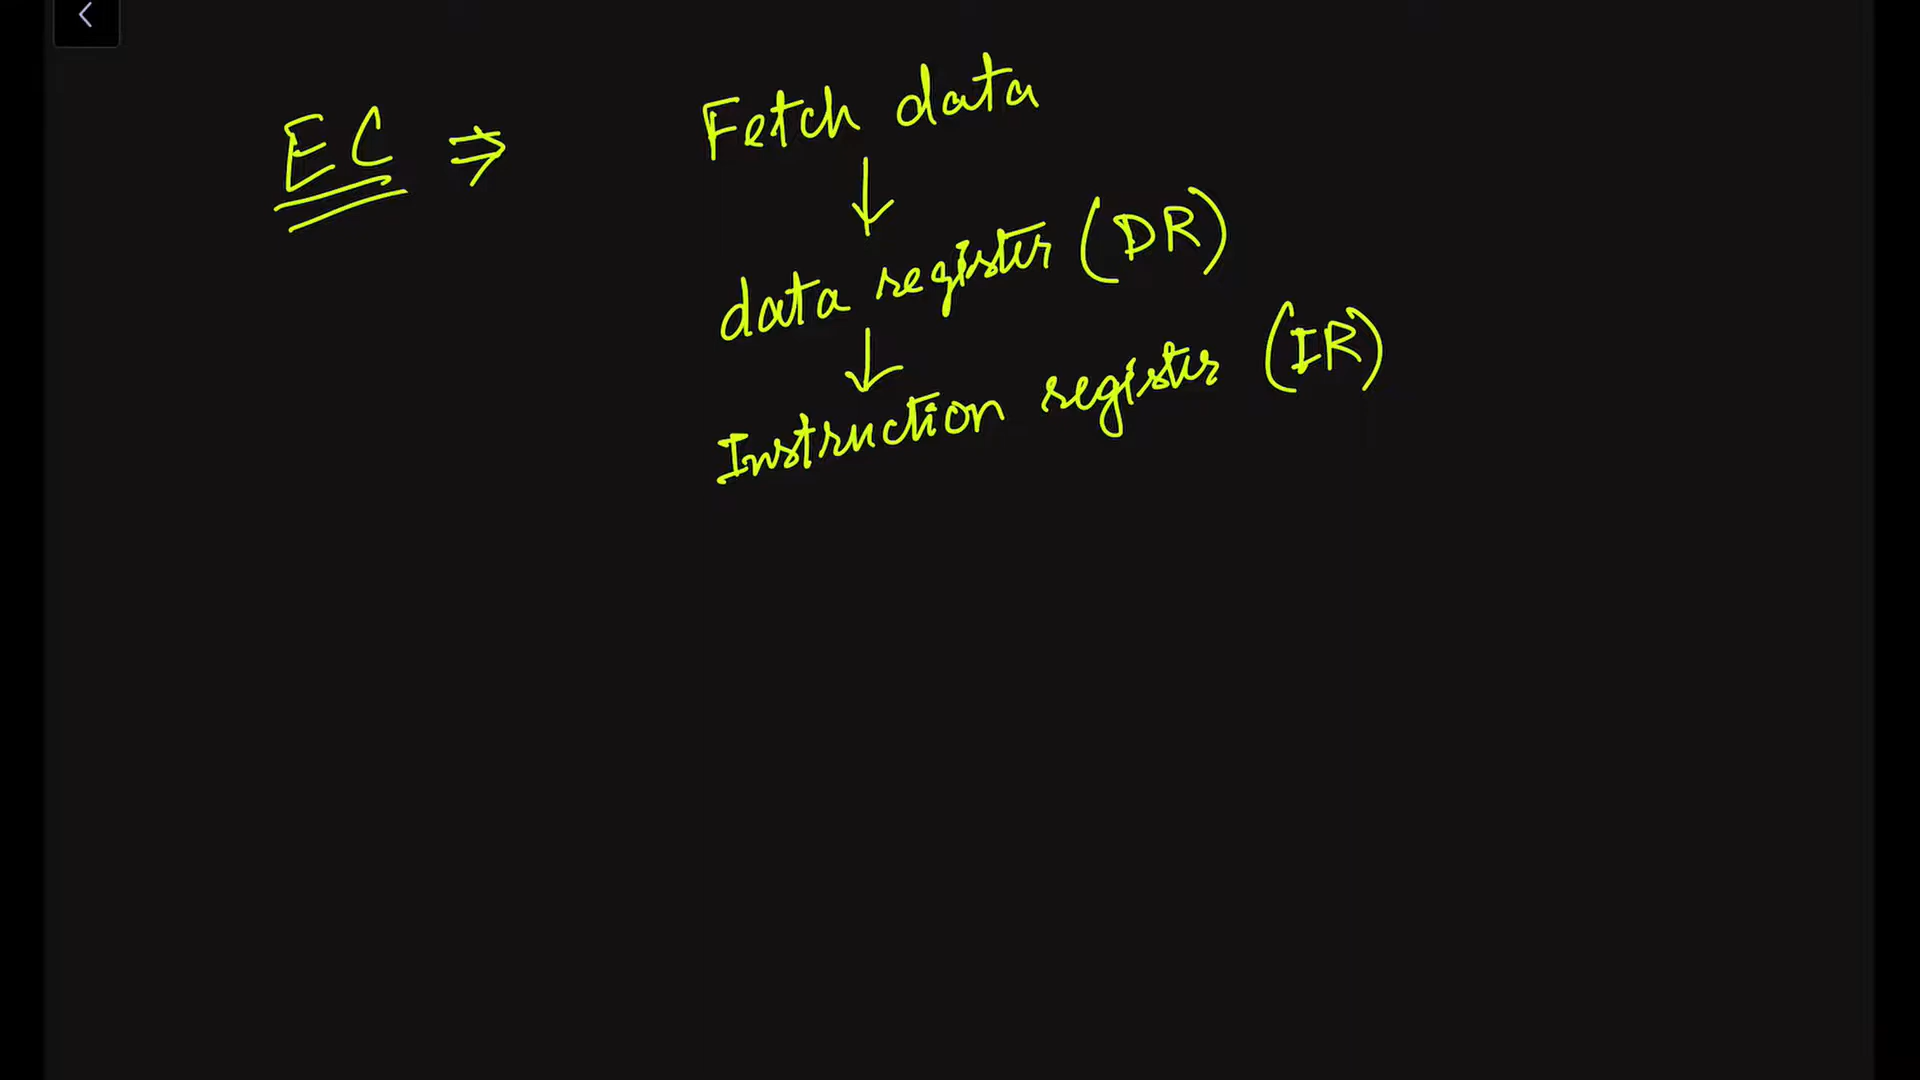 EC ⇒ Fetch data
↓
data register (DR)
↓
Instruction register (IR)